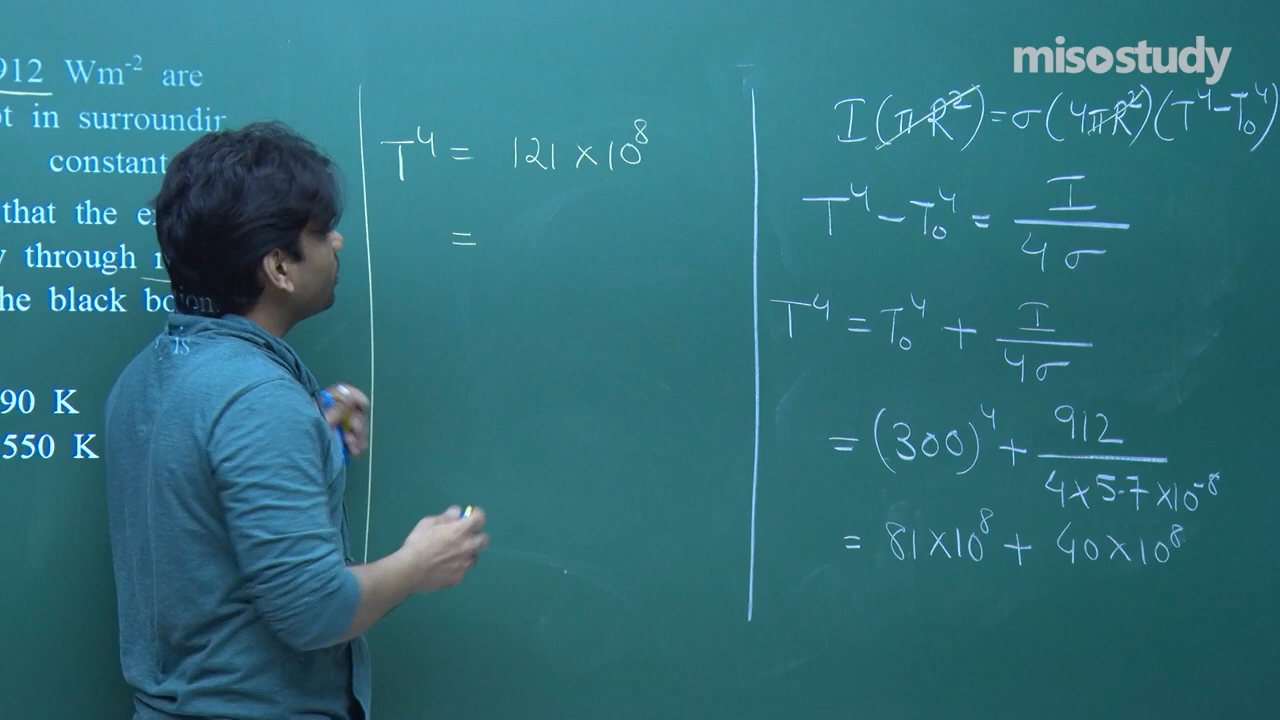 misostudy
912 Wm⁻² are
in surroundir
constant
that the e
through
he black bo
is
90 K
550 K
T⁴ = 121 × 10⁸
=
I(πR²) = σ(4πR²)(T⁴ - T₀⁴)
T⁴ - T₀⁴ = I / 4σ
T⁴ = T₀⁴ + I / 4σ
= (300)⁴ + 912 / 4 × 5.7 × 10⁻⁸
= 81 × 10⁸ + 40 × 10⁸